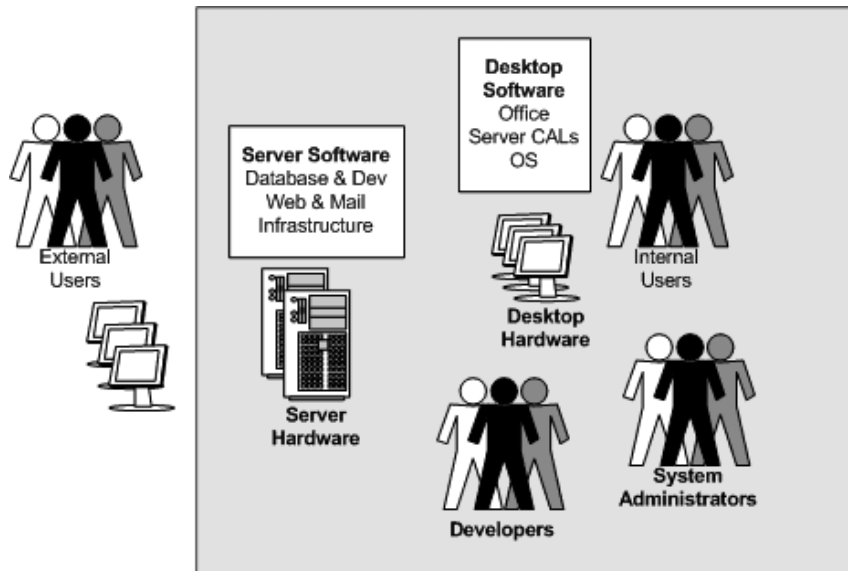 External
Users
Server Software
Database & Dev
Web & Mail
Infrastructure
Server
Hardware
Desktop
Software
Office
Server CALs
OS
Desktop
Hardware
Internal
Users
Developers
System
Administrators